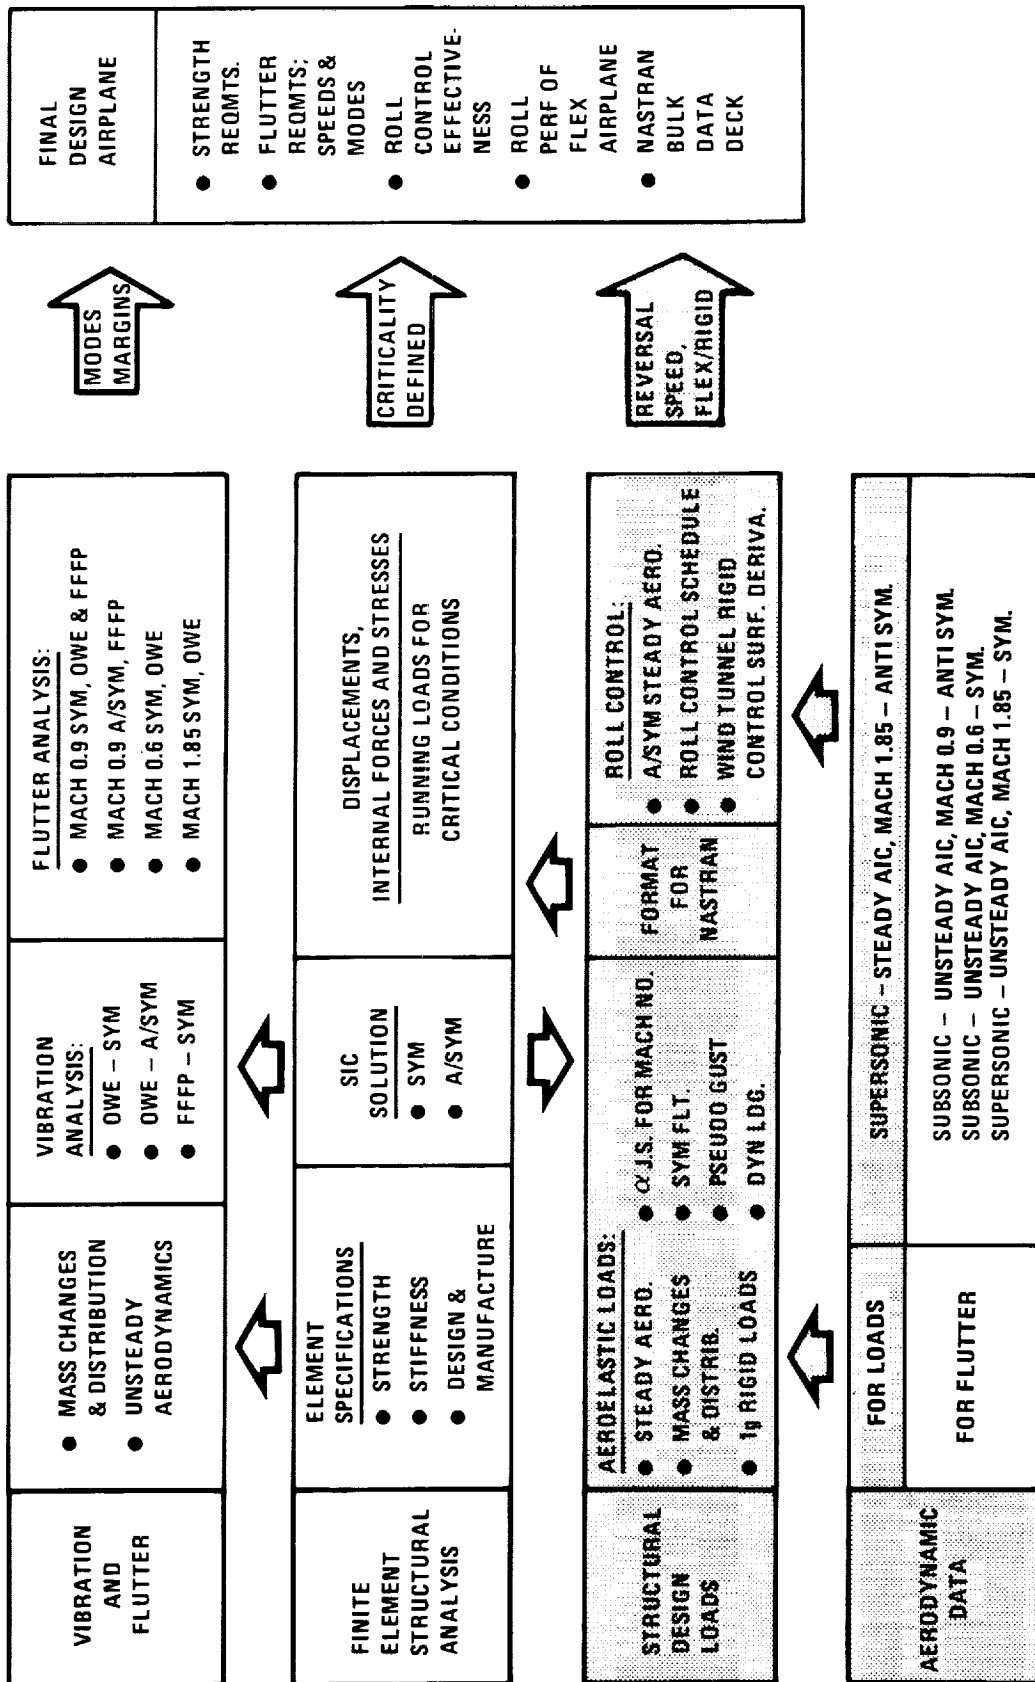 VIBRATION
AND
FLUTTER
● MASS CHANGES
& DISTRIBUTION
● UNSTEADY
AERODYNAMICS
VIBRATION
ANALYSIS:
● OWE – SYM
● OWE – A/SYM
● FFFP – SYM
FLUTTER ANALYSIS:
● MACH 0.9 SYM, OWE & FFFP
● MACH 0.9 A/SYM, FFFP
● MACH 0.6 SYM, OWE
● MACH 1.85 SYM, OWE
MODES
MARGINS
FINITE
ELEMENT
STRUCTURAL
ANALYSIS
ELEMENT
SPECIFICATIONS
● STRENGTH
● STIFFNESS
● DESIGN &
MANUFACTURE
SIC
SOLUTION
● SYM
● A/SYM
DISPLACEMENTS,
INTERNAL FORCES AND STRESSES
RUNNING LOADS FOR
CRITICAL CONDITIONS
CRITICALITY
DEFINED
STRUCTURAL
DESIGN
LOADS
AEROELASTIC LOADS:
● STEADY AERO.
● MASS CHANGES
& DISTRIB.
● 1g RIGID LOADS
● α J.S. FOR MACH NO.
● SYM FLT.
● PSEUDO GUST
● DYN LDG.
FORMAT
FOR
NASTRAN
ROLL CONTROL:
● A/SYM STEADY AERO.
● ROLL CONTROL SCHEDULE
● WIND TUNNEL RIGID
CONTROL SURF. DERIVA.
REVERSAL
SPEED,
FLEX/RIGID
AERODYNAMIC
DATA
FOR LOADS
SUPERSONIC – STEADY AIC, MACH 1.85 – ANTI SYM.
FOR FLUTTER
SUBSONIC – UNSTEADY AIC, MACH 0.9 – ANTI SYM.
SUBSONIC – UNSTEADY AIC, MACH 0.6 – SYM.
SUPERSONIC – UNSTEADY AIC, MACH 1.85 – SYM.
FINAL
DESIGN
AIRPLANE
● STRENGTH
REQMTS.
● FLUTTER
REQMTS;
SPEEDS &
MODES
● ROLL
CONTROL
EFFECTIVE-
NESS
● ROLL
PERF OF
FLEX
AIRPLANE
● NASTRAN
BULK
DATA
DECK